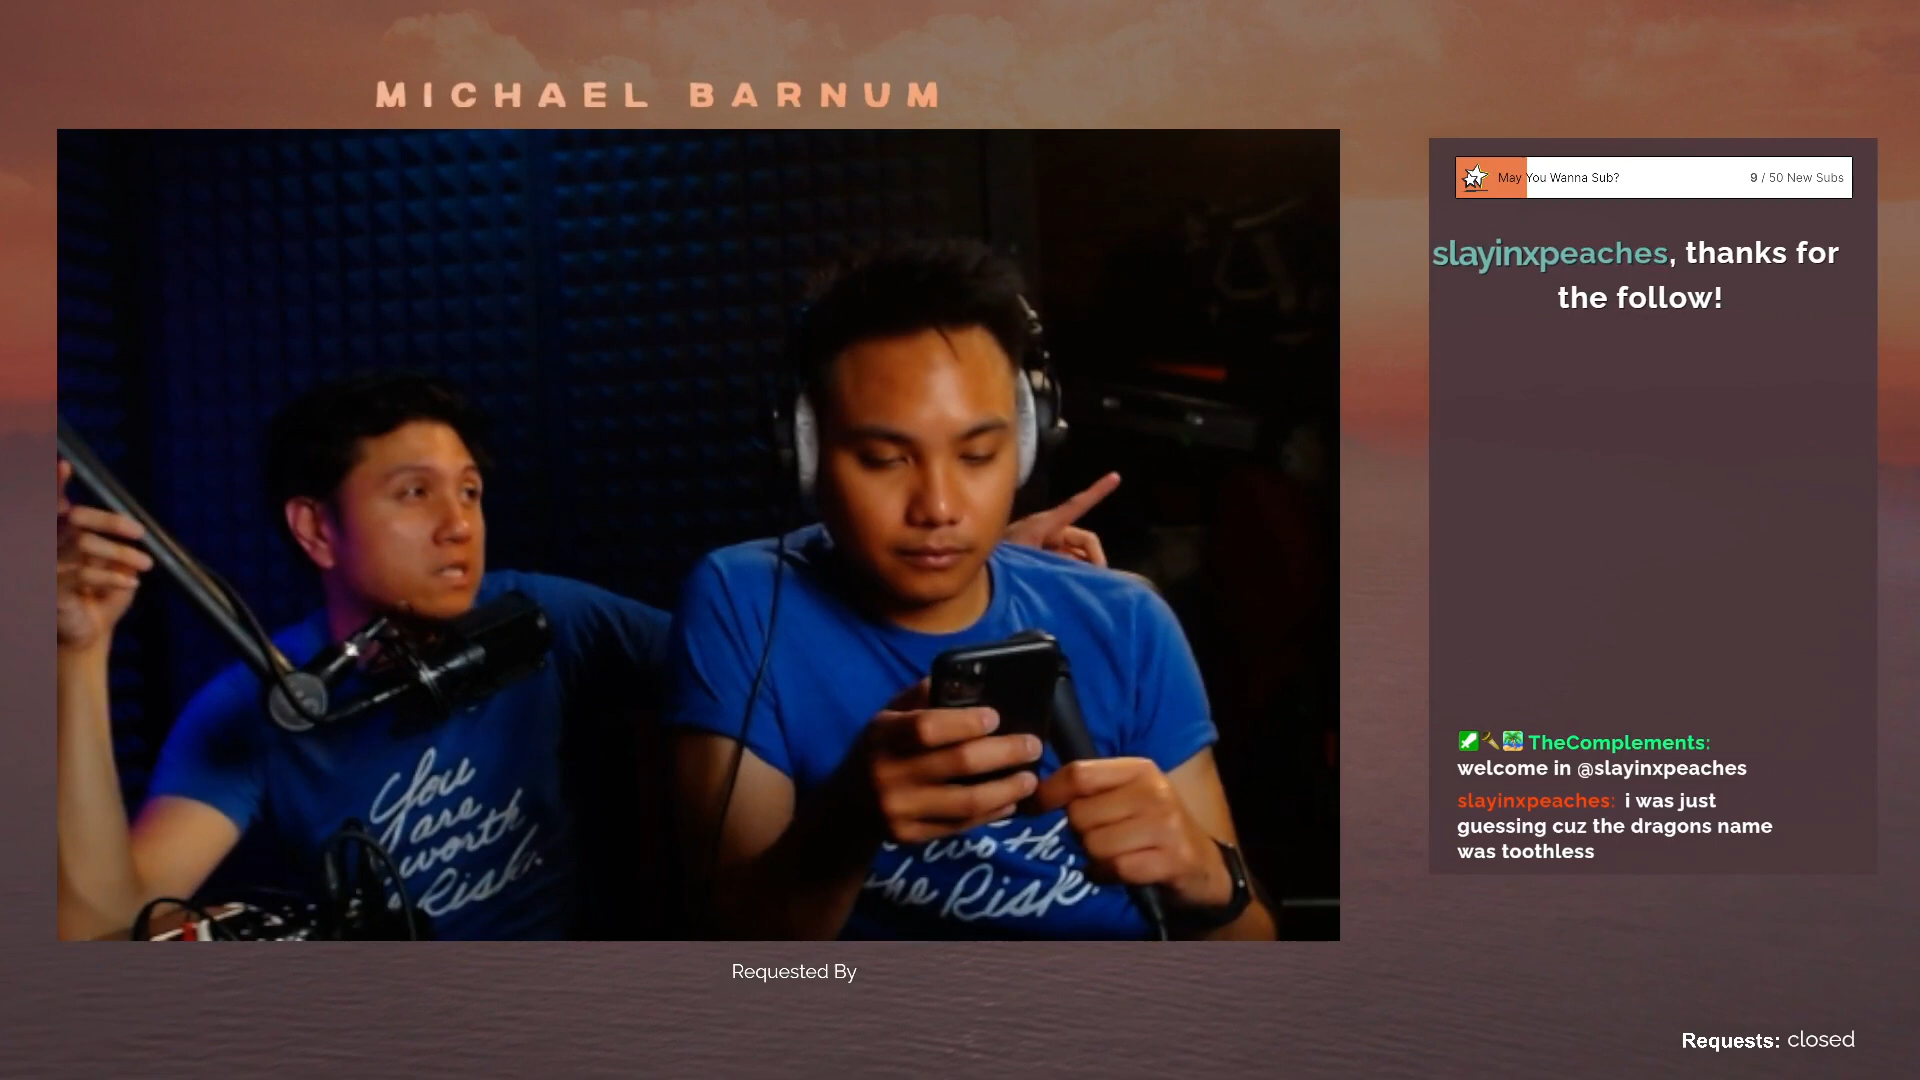 MICHAEL BARNUM
May You Wanna Sub? 9 / 50 New Subs
slayinxpeaches, thanks for
the follow!
TheComplements:
welcome in @slayinxpeaches
slayinxpeaches: i was just
guessing cuz the dragons name
was toothless
You
are
worth
Risk.
worth
the Risk.
Requested By
Requests: closed